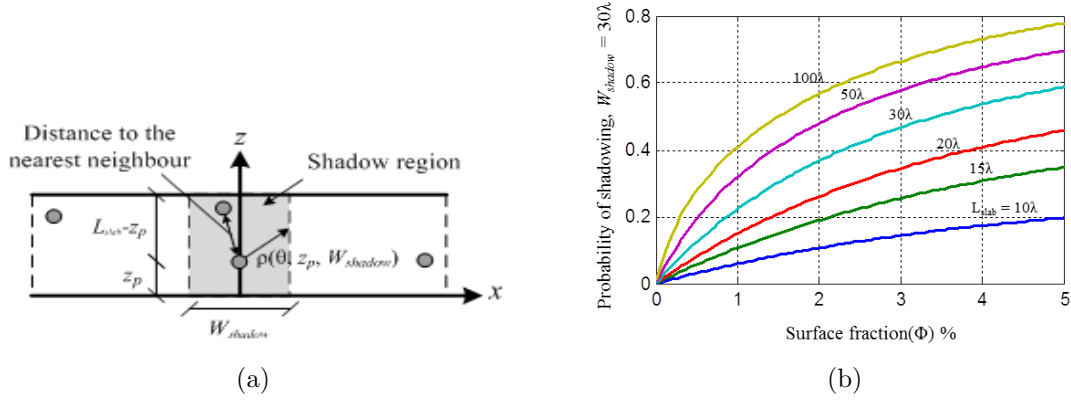 Distance to the
nearest neighbour
z
Shadow region
L_slab-z_p
z_p
ρ(θ, z_p, W_shadow)
x
W_shadow
(a)
Probability of shadowing, W_shadow = 30λ
0.8
0.6
0.4
0.2
0
100λ
50λ
30λ
20λ
15λ
L_slab = 10λ
0
1
2
3
4
5
Surface fraction(Φ) %
(b)